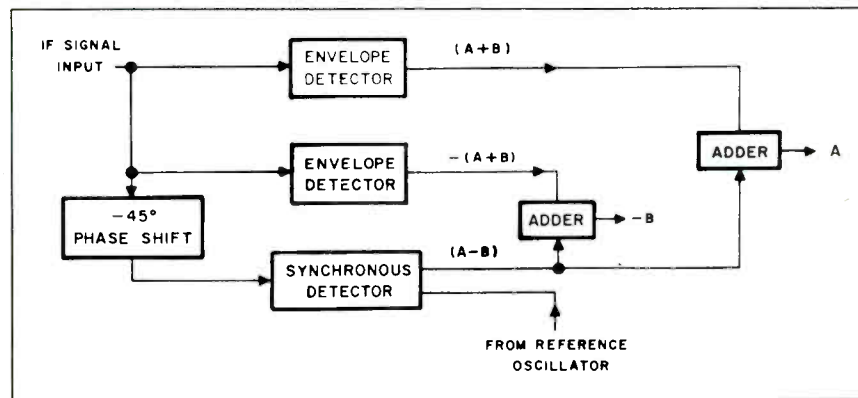 IF SIGNAL
INPUT
ENVELOPE
DETECTOR
(A+B)
ADDER
A
ENVELOPE
DETECTOR
-(A+B)
ADDER
-B
-45°
PHASE SHIFT
SYNCHRONOUS
DETECTOR
(A-B)
FROM REFERENCE
OSCILLATOR